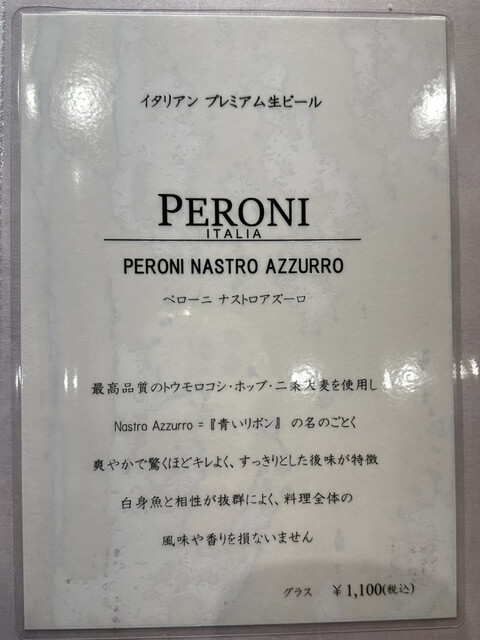 イタリアン プレミアム生ビール
PERONI
ITALIA
PERONI NASTRO AZZURRO
ペローニ ナストロアズーロ
最高品質のトウモロコシ・ホップ・二条大麦を使用し
Nastro Azzurro = 『青いリボン』 の名のごとく
爽やかで驚くほどキレよく、すっきりとした後味が特徴
白身魚と相性が抜群によく、料理全体の
風味や香りを損ないません
グラス ¥1,100(税込)